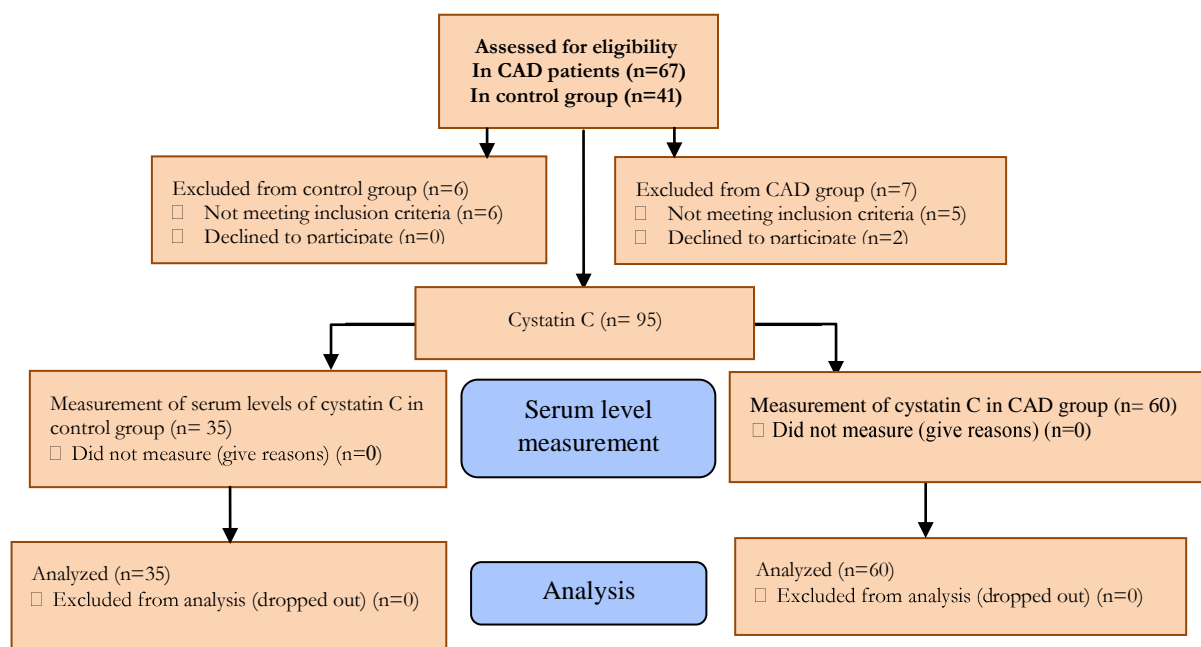 Assessed for eligibility
In CAD patients (n=67)
In control group (n=41)
Excluded from control group (n=6)
□ Not meeting inclusion criteria (n=6)
□ Declined to participate (n=0)
Excluded from CAD group (n=7)
□ Not meeting inclusion criteria (n=5)
□ Declined to participate (n=2)
Cystatin C (n= 95)
Measurement of serum levels of cystatin C in
control group (n= 35)
□ Did not measure (give reasons) (n=0)
Serum level
measurement
Measurement of cystatin C in CAD group (n= 60)
□ Did not measure (give reasons) (n=0)
Analyzed (n=35)
□ Excluded from analysis (dropped out) (n=0)
Analysis
Analyzed (n=60)
□ Excluded from analysis (dropped out) (n=0)